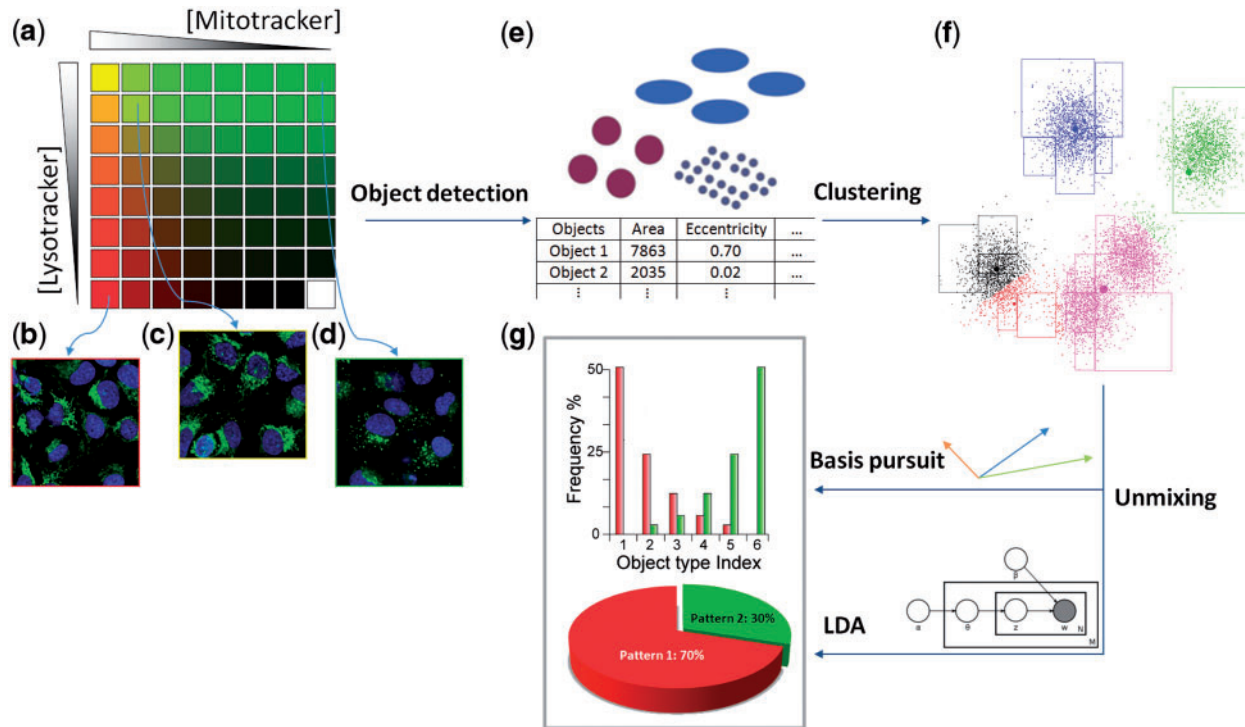 (a)
[Mitotracker]
[Lysotracker]
(b)
(c)
(d)
Object detection
(e)
Objects Area Eccentricity ...
Object 1 7863 0.70 ...
Object 2 2035 0.02 ...
⋮ ⋮ ⋮
Clustering
(f)
Unmixing
Basis pursuit
LDA
β
α θ z w
N
M
(g)
Frequency %
50
25
0
1 2 3 4 5 6
Object type Index
Pattern 2: 30%
Pattern 1: 70%